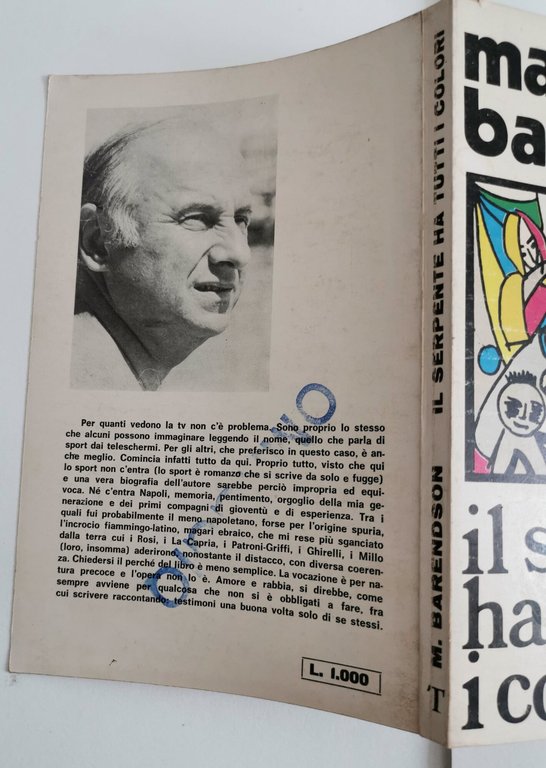 Per quanti vedono la tv non c'è problema. Sono proprio lo stesso
che alcuni possono immaginare leggendo il nome, quello che parla di
sport dai teleschermi. Per gli altri, che preferisco in questo caso, è an-
che meglio. Comincia infatti tutto da qui. Proprio tutto, visto che qui
lo sport non c'entra (lo sport è romanzo che si scrive da solo e fugge)
e una vera biografia dell'autore sarebbe perciò impropria ed equi-
voca. Né c'entra Napoli, memoria, pentimento, orgoglio della mia ge-
nerazione e dei primi compagni di gioventù e di esperienza. Tra i
quali fui probabilmente il meno napoletano, forse per l'origine spuria,
l'incrocio fiammingo-latino, magari ebraico, che mi rese più sganciato
dalla terra cui i Rosi, i La Capria, i Patroni-Griffi, i Ghirelli, i Millo
(loro, insomma) aderirono nonostante il distacco, con diversa coeren-
za. Chiedersi il perché del libro è meno semplice. La vocazione è per na-
tura precoce e l'opera non è. Amore e rabbia, si direbbe, come
sempre avviene per qualcosa che non si è obbligati a fare, fra
cui scrivere raccontando: testimoni una buona volta solo di se stessi.
L. 1.000
M. BARENDSON IL SERPENTE HA TUTTI I COLORI
T
ma
ba
il s
ha
i co